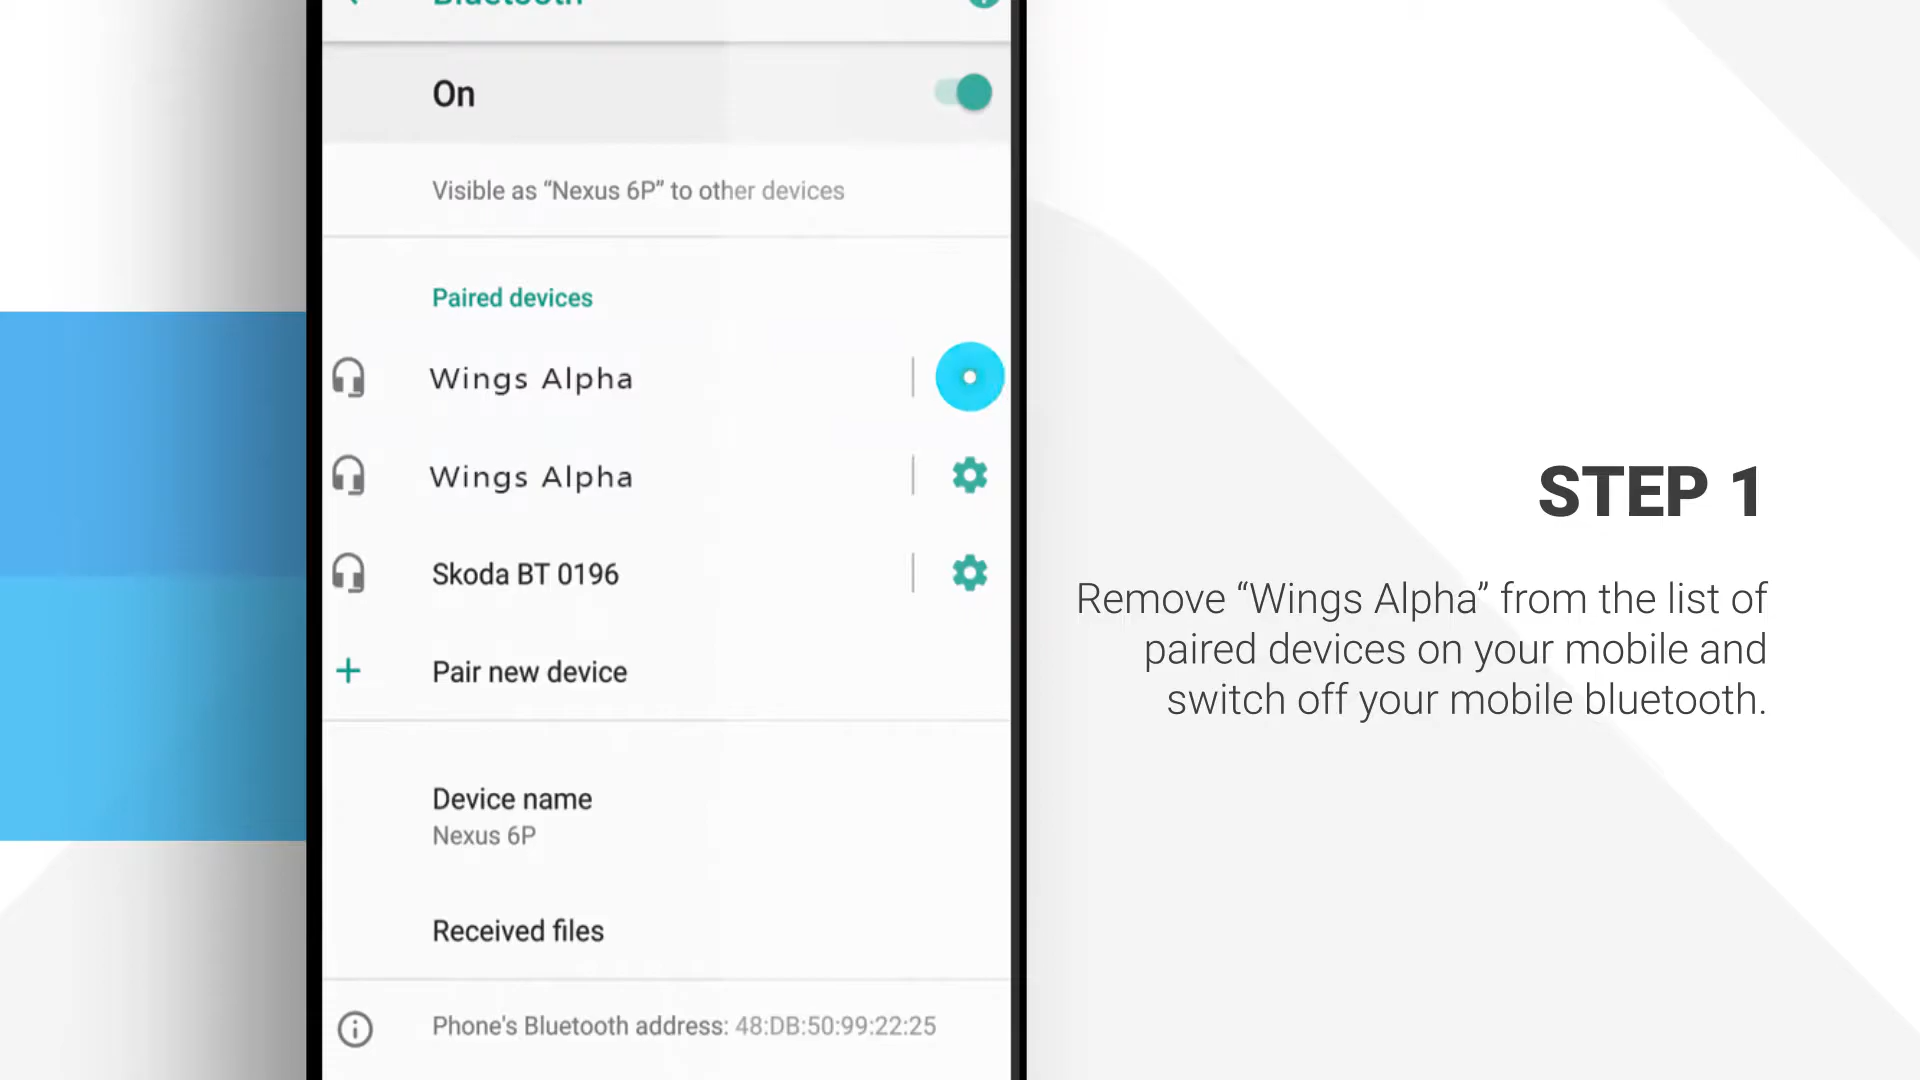 Bluetooth
On
Visible as “Nexus 6P” to other devices
Paired devices
Wings Alpha
Wings Alpha
Skoda BT 0196
Pair new device
Device name
Nexus 6P
Received files
Phone's Bluetooth address: 48:DB:50:99:22:25
STEP 1
Remove “Wings Alpha” from the list of
paired devices on your mobile and
switch off your mobile bluetooth.